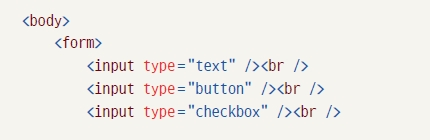 <body>
<form>
<input type="text" /><br />
<input type="button" /><br />
<input type="checkbox" /><br />